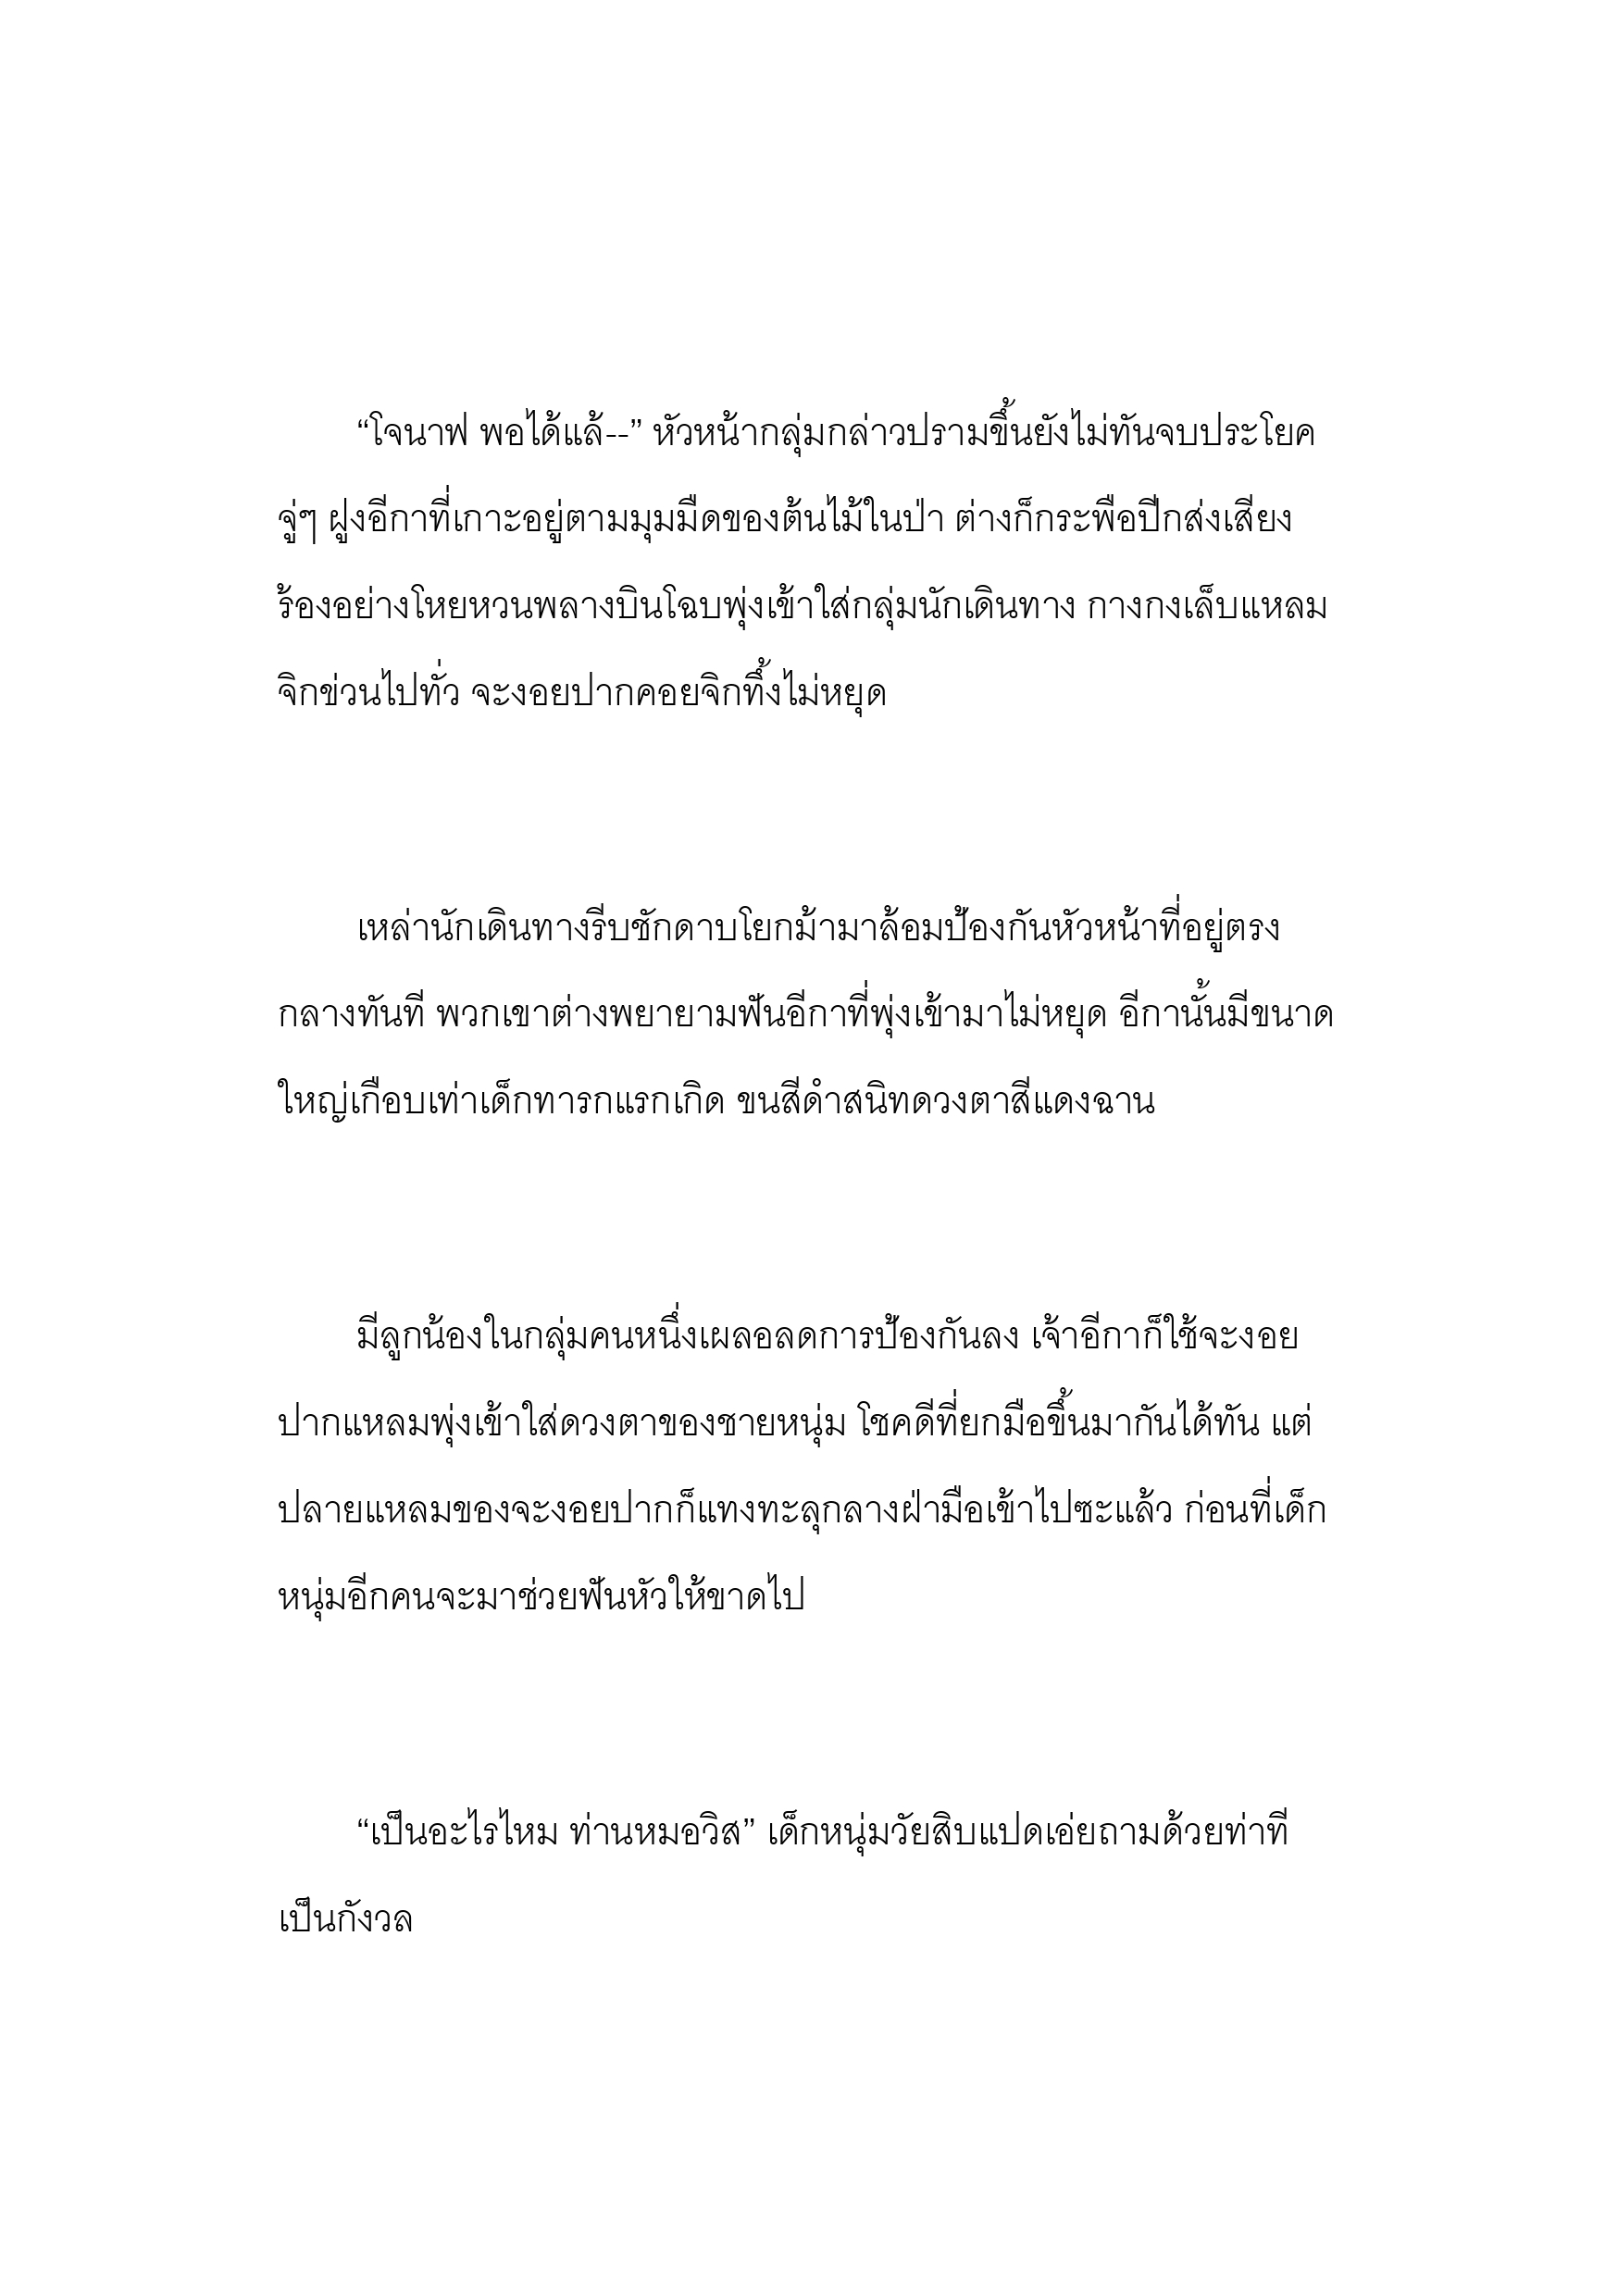 “โจนาฟ พอได้แล้--” หัวหน้ากลุ่มกล่าวปรามขึ้นยังไม่ทันจบประโยค
จู่ๆ ฝูงอีกาที่เกาะอยู่ตามมุมมืดของต้นไม้ในป่า ต่างก็กระพือปีกส่งเสียง
ร้องอย่างโหยหวนพลางบินโฉบพุ่งเข้าใส่กลุ่มนักเดินทาง กางกงเล็บแหลม
จิกข่วนไปทั่ว จะงอยปากคอยจิกทึ้งไม่หยุด
เหล่านักเดินทางรีบชักดาบโยกม้ามาล้อมป้องกันหัวหน้าที่อยู่ตรง
กลางทันที พวกเขาต่างพยายามฟันอีกาที่พุ่งเข้ามาไม่หยุด อีกานั้นมีขนาด
ใหญ่เกือบเท่าเด็กทารกแรกเกิด ขนสีดำสนิทดวงตาสีแดงฉาน
มีลูกน้องในกลุ่มคนหนึ่งเผลอลดการป้องกันลง เจ้าอีกาก็ใช้จะงอย
ปากแหลมพุ่งเข้าใส่ดวงตาของชายหนุ่ม โชคดีที่ยกมือขึ้นมากันได้ทัน แต่
ปลายแหลมของจะงอยปากก็แทงทะลุกลางฝ่ามือเข้าไปซะแล้ว ก่อนที่เด็ก
หนุ่มอีกคนจะมาช่วยฟันหัวให้ขาดไป
“เป็นอะไรไหม ท่านหมอวิส” เด็กหนุ่มวัยสิบแปดเอ่ยถามด้วยท่าที
เป็นกังวล